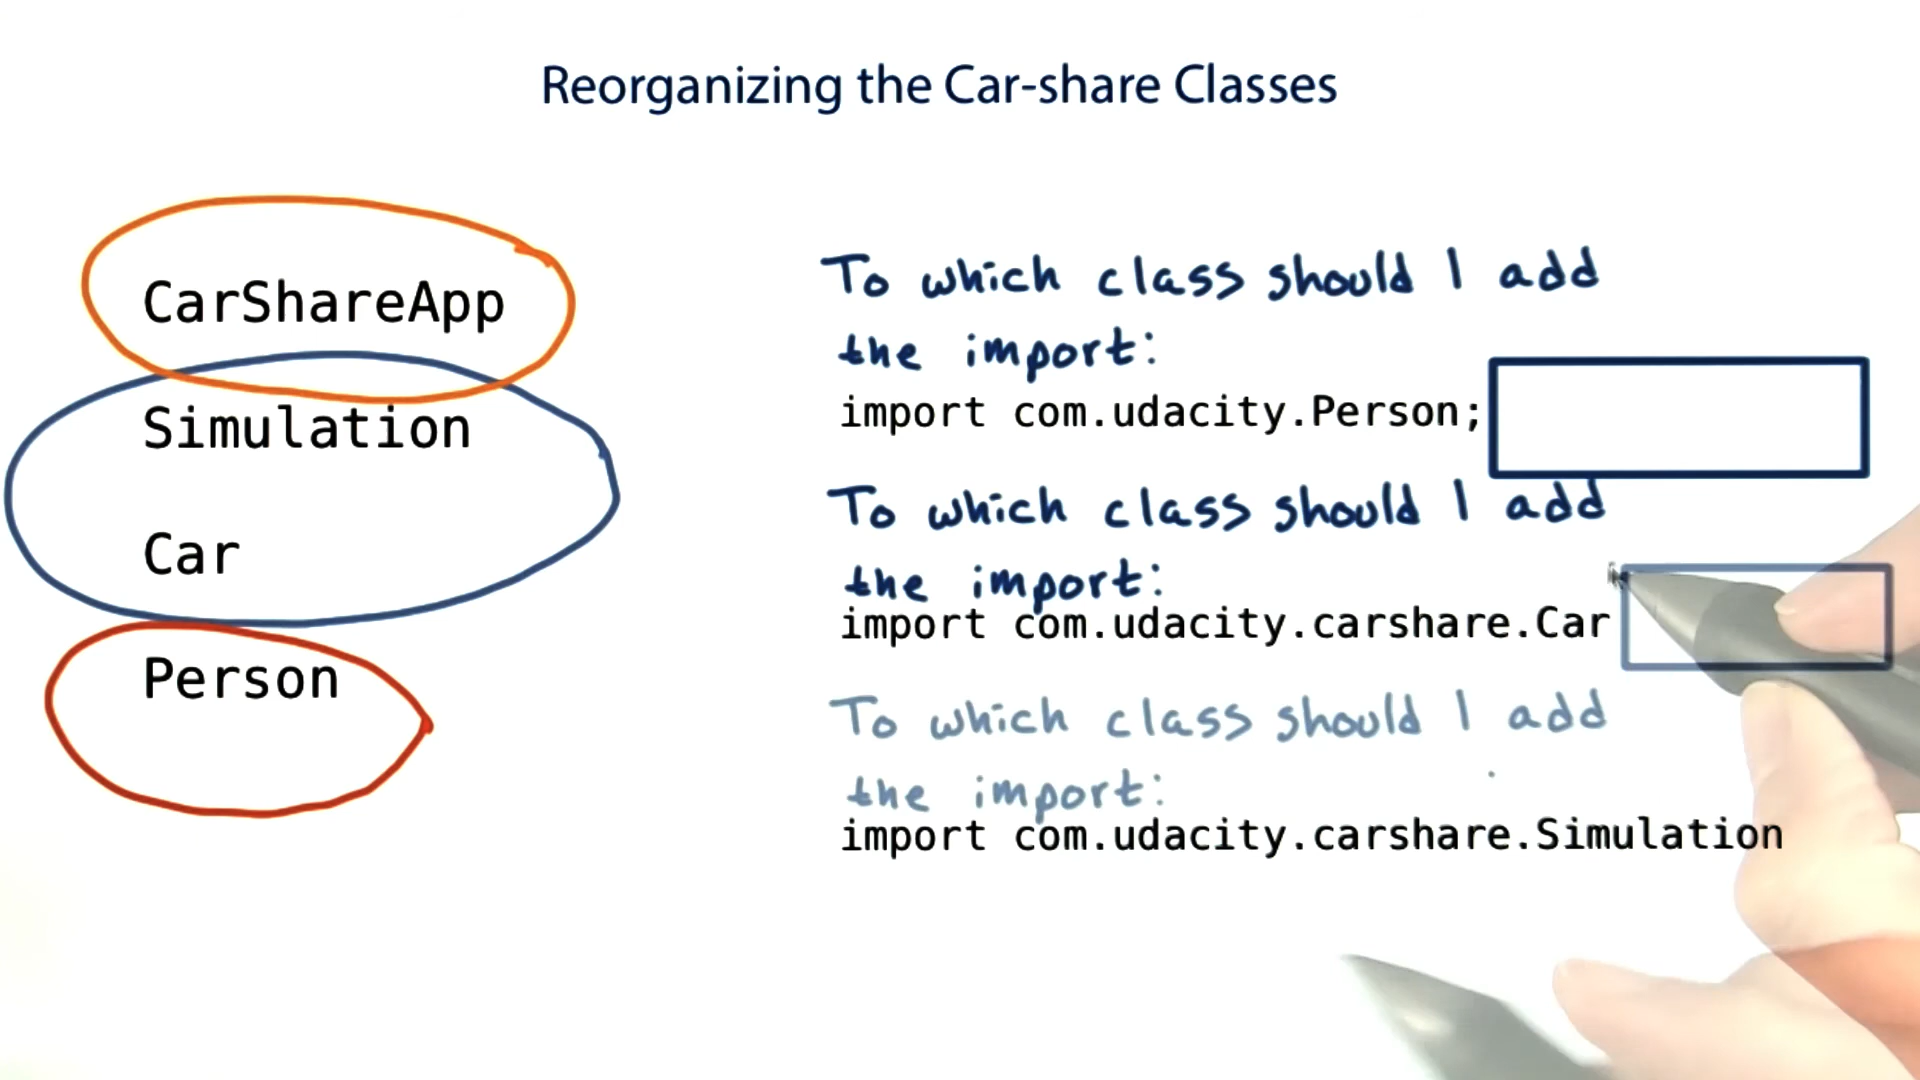 Reorganizing the Car-share Classes
CarShareApp
Simulation
Car
Person
To which class should I add
the import:
import com.udacity.Person;
To which class should I add
the import:
import com.udacity.carshare.Car
To which class should I add
the import:
import com.udacity.carshare.Simulation